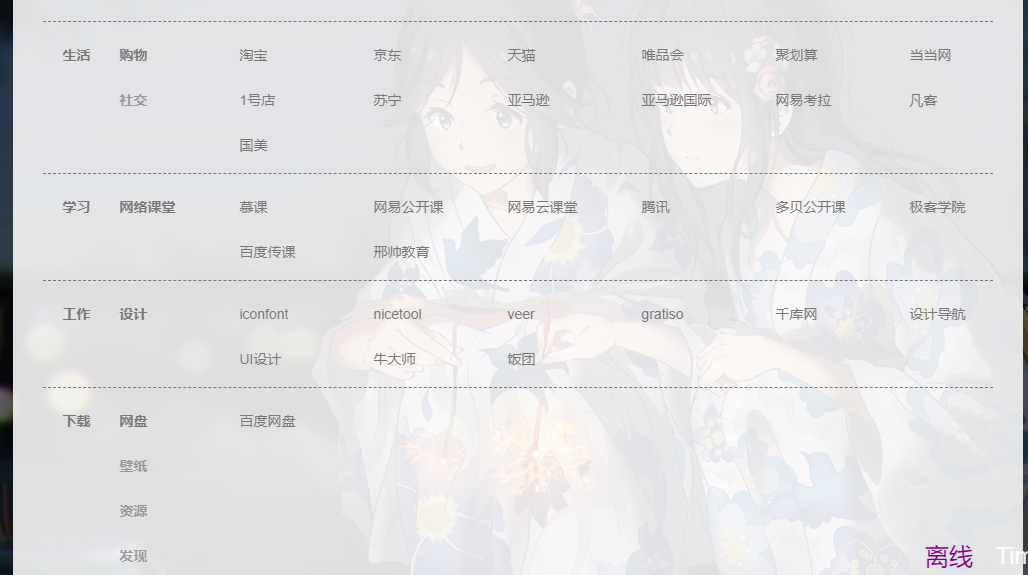 生活 购物 淘宝 京东 天猫 唯品会 聚划算 当当网
社交 1号店 苏宁 亚马逊 亚马逊国际 网易考拉 凡客
国美
学习 网络课堂 慕课 网易公开课 网易云课堂 腾讯 多贝公开课 极客学院
百度传课 邢帅教育
工作 设计 iconfont nicetool veer gratiso 千库网 设计导航
UI设计 牛大师 饭团
下载 网盘 百度网盘
壁纸
资源
发现
离线 Tim